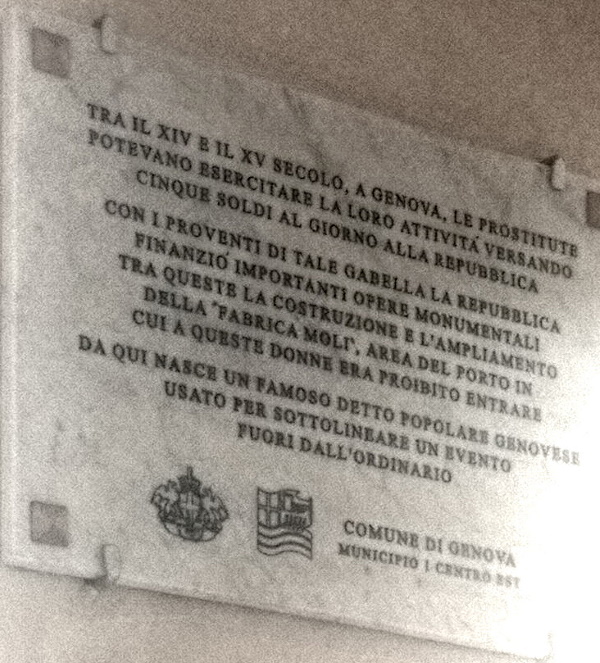 TRA IL XIV E IL XV SECOLO, A GENOVA, LE PROSTITUTE
POTEVANO ESERCITARE LA LORO ATTIVITÀ VERSANDO
CINQUE SOLDI AL GIORNO ALLA REPUBBLICA
CON I PROVENTI DI TALE GABELLA LA REPUBBLICA
FINANZIÒ IMPORTANTI OPERE MONUMENTALI
TRA QUESTE LA COSTRUZIONE E L'AMPLIAMENTO
DELLA "FABRICA MOLI", AREA DEL PORTO IN
CUI A QUESTE DONNE ERA PROIBITO ENTRARE
DA QUI NASCE UN FAMOSO DETTO POPOLARE GENOVESE
USATO PER SOTTOLINEARE UN EVENTO
FUORI DALL'ORDINARIO
COMUNE DI GENOVA
MUNICIPIO I CENTRO EST